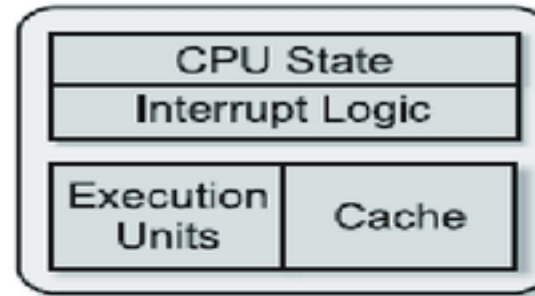 CPU State
Interrupt Logic
Execution
Units
Cache